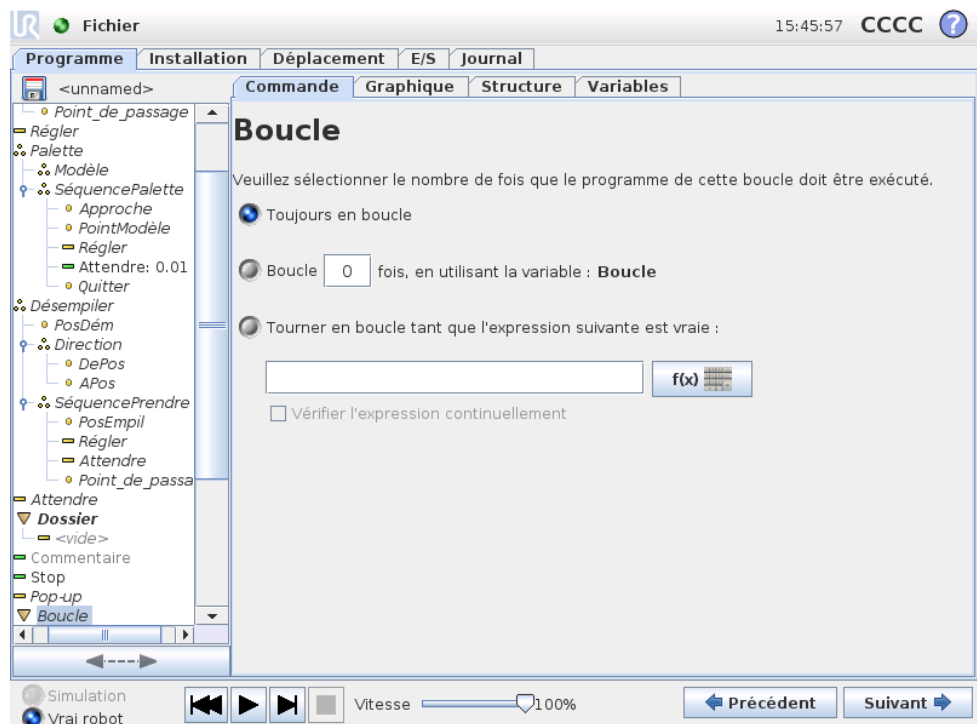 Fichier
15:45:57 CCCC ?
Programme Installation Déplacement E/S Journal
<unnamed>
Commande Graphique Structure Variables
Point_de_passage
Régler
Palette
Modèle
SéquencePalette
Approche
PointModèle
Régler
Attendre: 0.01
Quitter
Désempiler
PosDém
Direction
DePos
APos
SéquencePrendre
PosEmpil
Régler
Attendre
Point_de_passa
Attendre
Dossier
<vide>
Commentaire
Stop
Pop-up
Boucle
Boucle
Veuillez sélectionner le nombre de fois que le programme de cette boucle doit être exécuté.
Toujours en boucle
Boucle 0 fois, en utilisant la variable : Boucle
Tourner en boucle tant que l'expression suivante est vraie :
f(x)
Vérifier l'expression continuellement
Simulation
Vrai robot
Vitesse 100%
Précédent Suivant